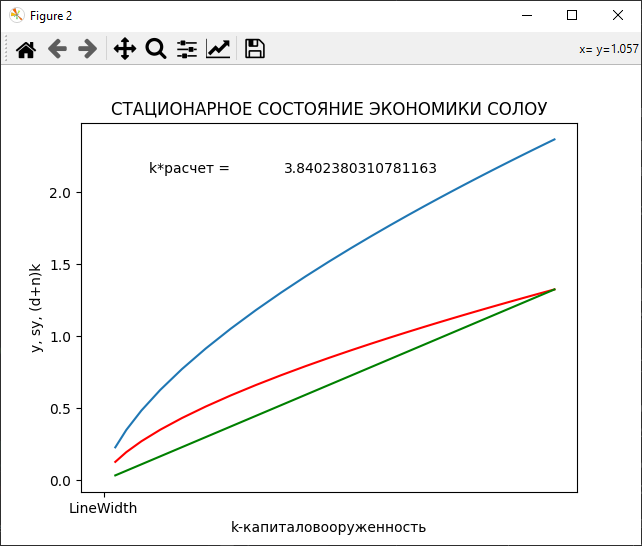 Figure 2
x= y=1.057
СТАЦИОНАРНОЕ СОСТОЯНИЕ ЭКОНОМИКИ СОЛОУ
k*расчет = 3.8402380310781163
2.0
1.5
1.0
0.5
0.0
y, sy, (d+n)k
LineWidth
k-капиталовооруженность